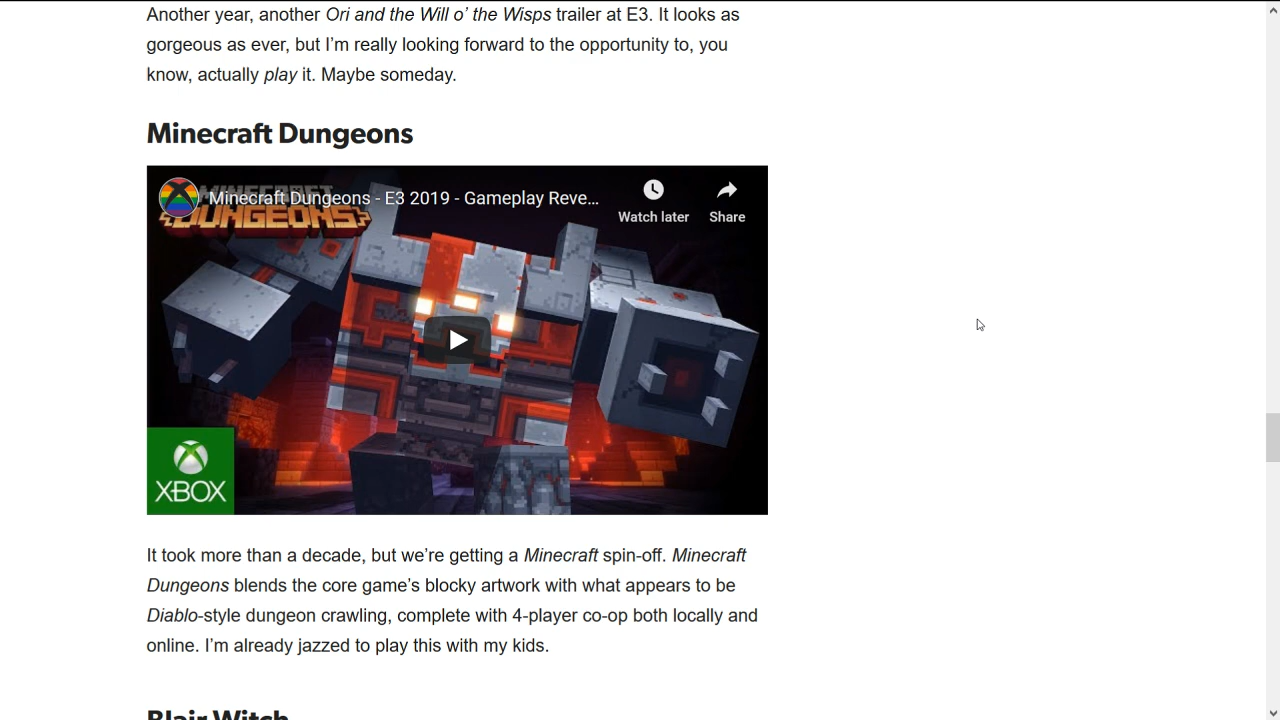 Another year, another Ori and the Will o’ the Wisps trailer at E3. It looks as
gorgeous as ever, but I’m really looking forward to the opportunity to, you
know, actually play it. Maybe someday.
Minecraft Dungeons
MINECRAFT
DUNGEONS
Minecraft Dungeons - E3 2019 - Gameplay Reve...
Watch later
Share
XBOX
It took more than a decade, but we’re getting a Minecraft spin-off. Minecraft
Dungeons blends the core game’s blocky artwork with what appears to be
Diablo-style dungeon crawling, complete with 4-player co-op both locally and
online. I’m already jazzed to play this with my kids.
Blair Witch